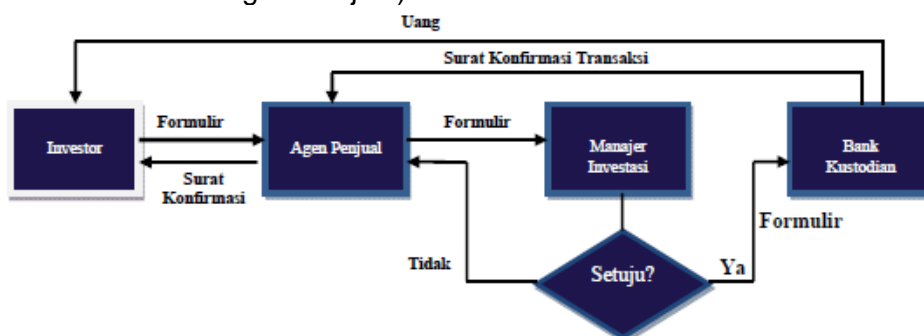 Uang
Surat Konfirmasi Transaksi
Formulir
Formulir
Investor
Agen Penjual
Manajer
Investasi
Bank
Kustodian
Surat
Konfirmasi
Formulir
Tidak
Setuju?
Ya